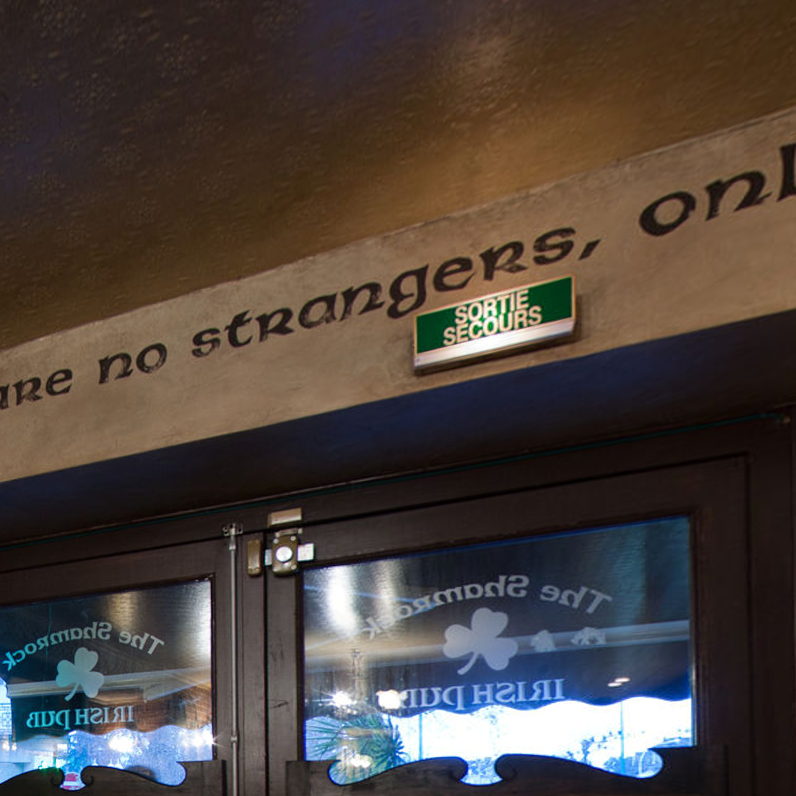 are no strangers, onl
SORTIE
SECOURS
The Shamrock
IRISH PUB
The Shamrock
IRISH PUB